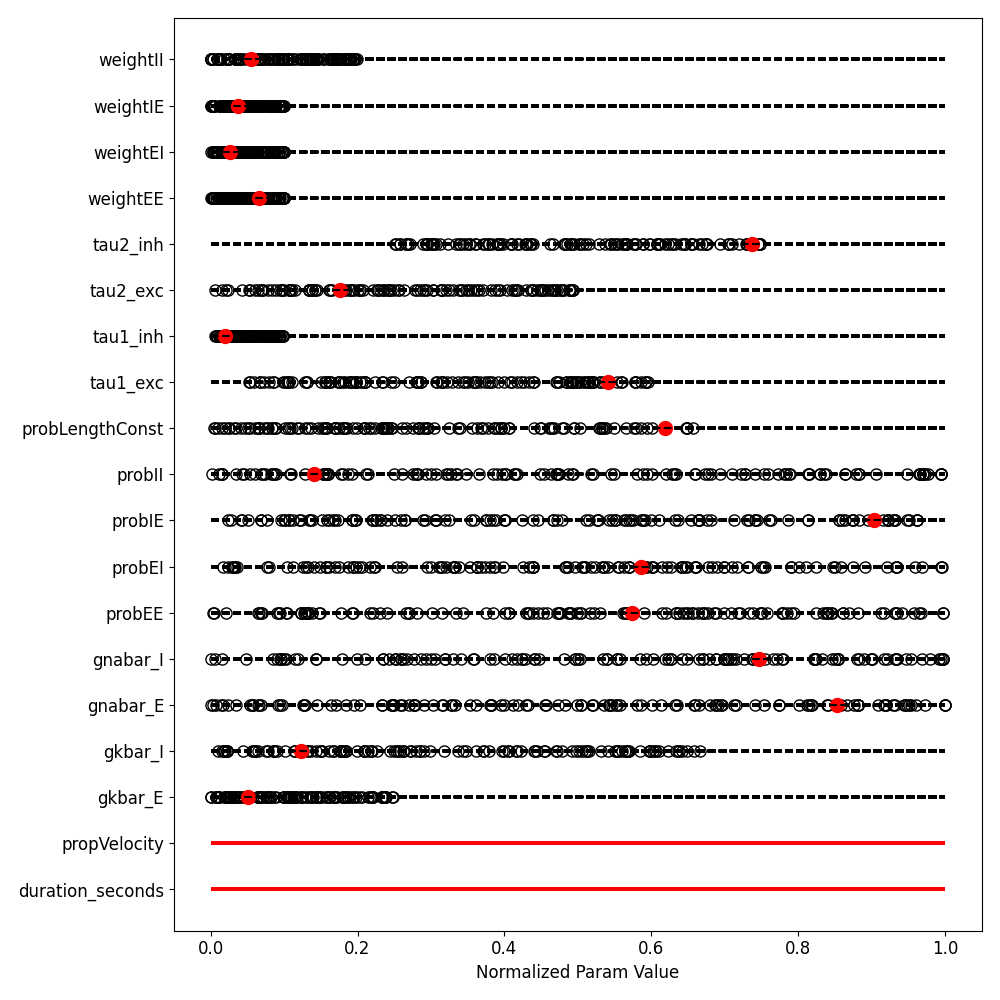 weightII
weightIE
weightEI
weightEE
tau2_inh
tau2_exc
tau1_inh
tau1_exc
probLengthConst
probII
probIE
probEI
probEE
gnabar_I
gnabar_E
gkbar_I
gkbar_E
propVelocity
duration_seconds
0.0 0.2 0.4 0.6 0.8 1.0
Normalized Param Value